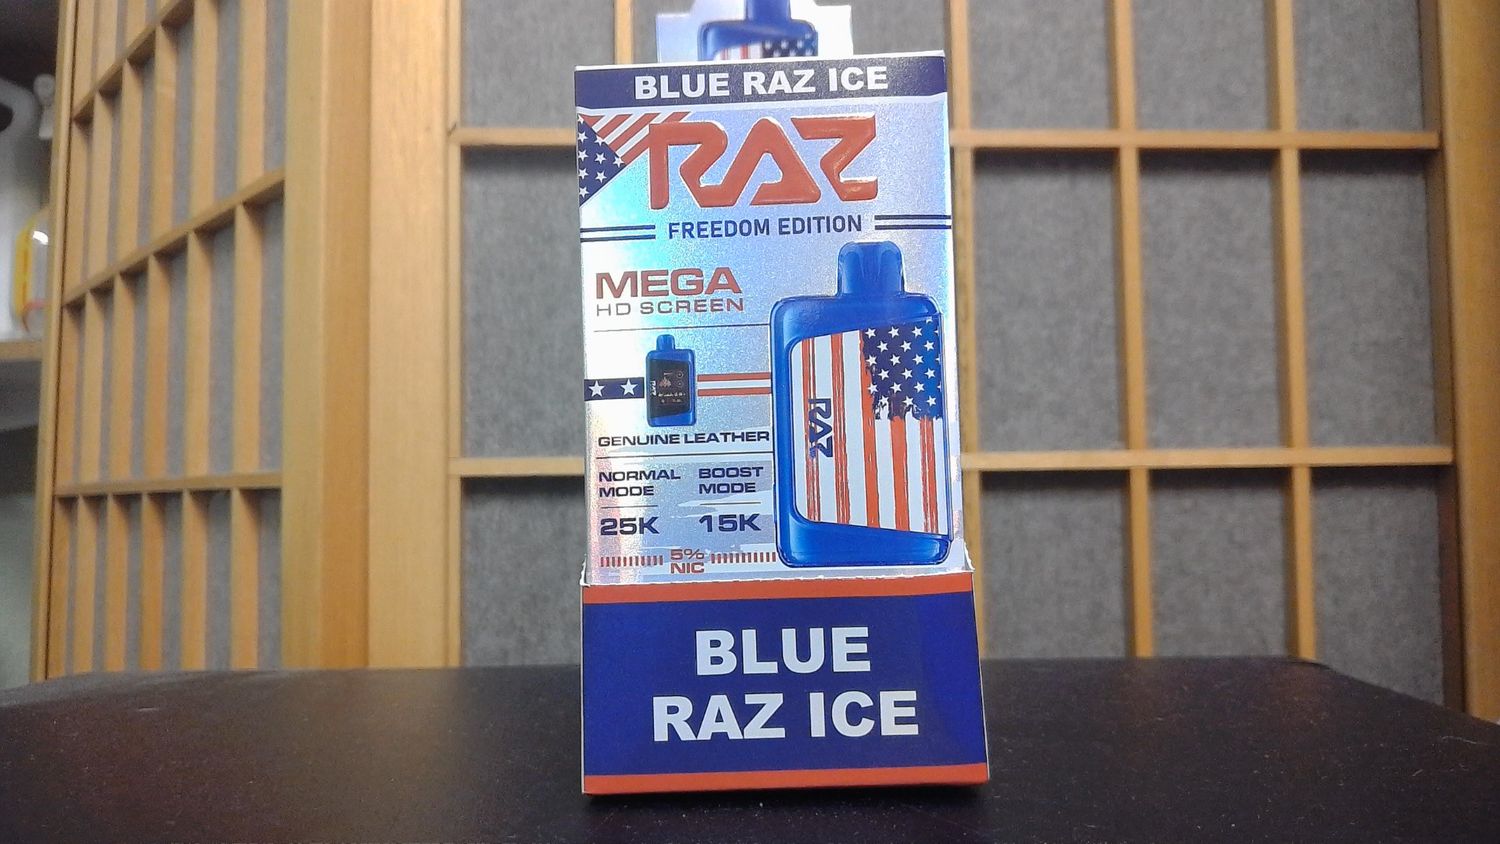 BLUE RAZ ICE
RAZ
FREEDOM EDITION
MEGA
HD SCREEN
GENUINE LEATHER
NORMAL MODE
25K
BOOST MODE
15K
5%
NIC
RAZ
BLUE
RAZ ICE